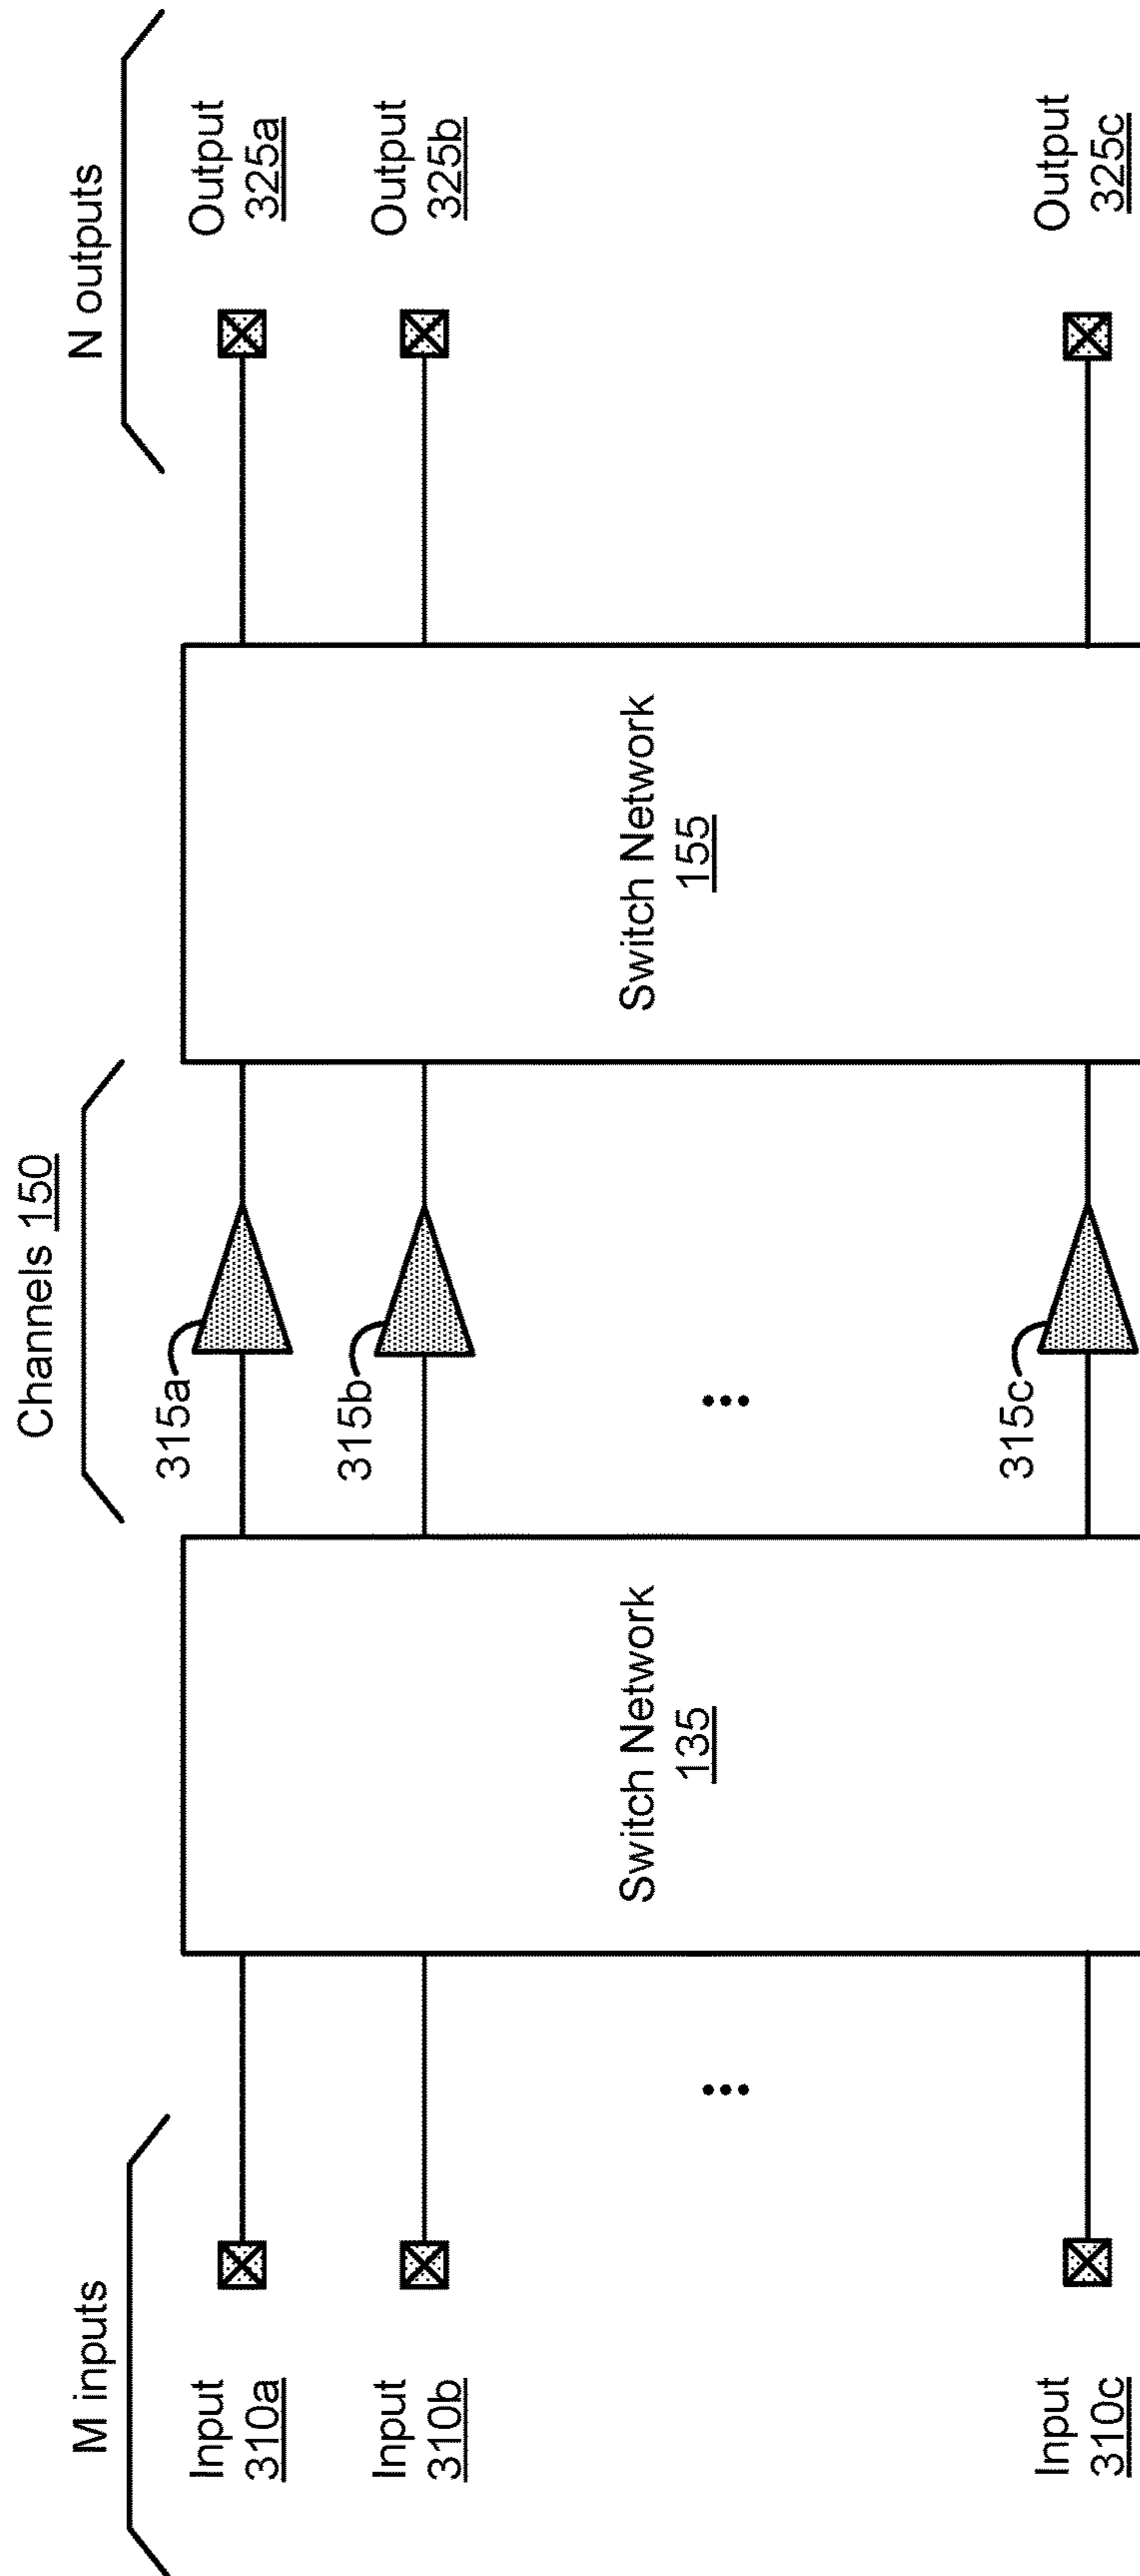 M inputs
Channels 150
N outputs
Input
310a
315a
Output
325a
Input
310b
315b
Output
325b
Switch Network
135
Switch Network
155
...
...
Input
310c
315c
Output
325c